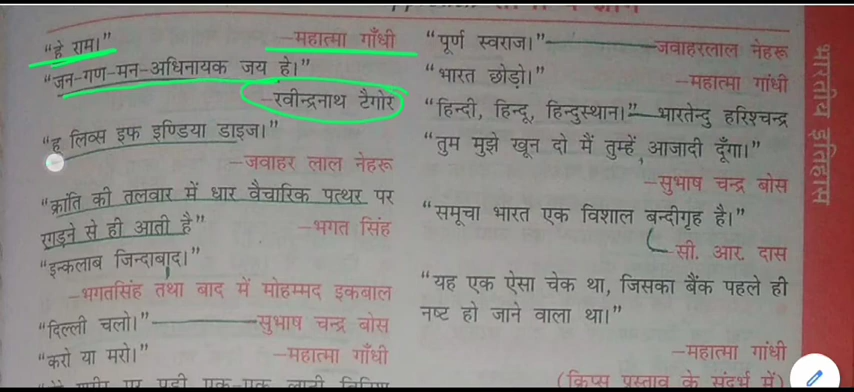 “हे राम।” –महात्मा गाँधी
“जन-गण-मन-अधिनायक जय हे।”
–रवीन्द्रनाथ टैगोर
“हू लिव्स इफ इण्डिया डाइज।”
–जवाहर लाल नेहरू
“क्रांति की तलवार में धार वैचारिक पत्थर पर
रगड़ने से ही आती है” –भगत सिंह
“इन्कलाब जिन्दाबाद।”
–भगतसिंह तथा बाद में मोहम्मद इकबाल
“दिल्ली चलो।” –सुभाष चन्द्र बोस
“करो या मरो।” –महात्मा गाँधी
“पूर्ण स्वराज।” –जवाहरलाल नेहरू
“भारत छोड़ो।”
–महात्मा गांधी
“हिन्दी, हिन्दू, हिन्दुस्थान।” –भारतेन्दु हरिश्चन्द्र
“तुम मुझे खून दो मैं तुम्हें आजादी दूँगा।”
–सुभाष चन्द्र बोस
“समूचा भारत एक विशाल बन्दीगृह है।”
–सी. आर. दास
“यह एक ऐसा चेक था, जिसका बैंक पहले ही
नष्ट हो जाने वाला था।”
–महात्मा गांधी
(क्रिप्स प्रस्ताव के संदर्भ में)
भारतीय इतिहास